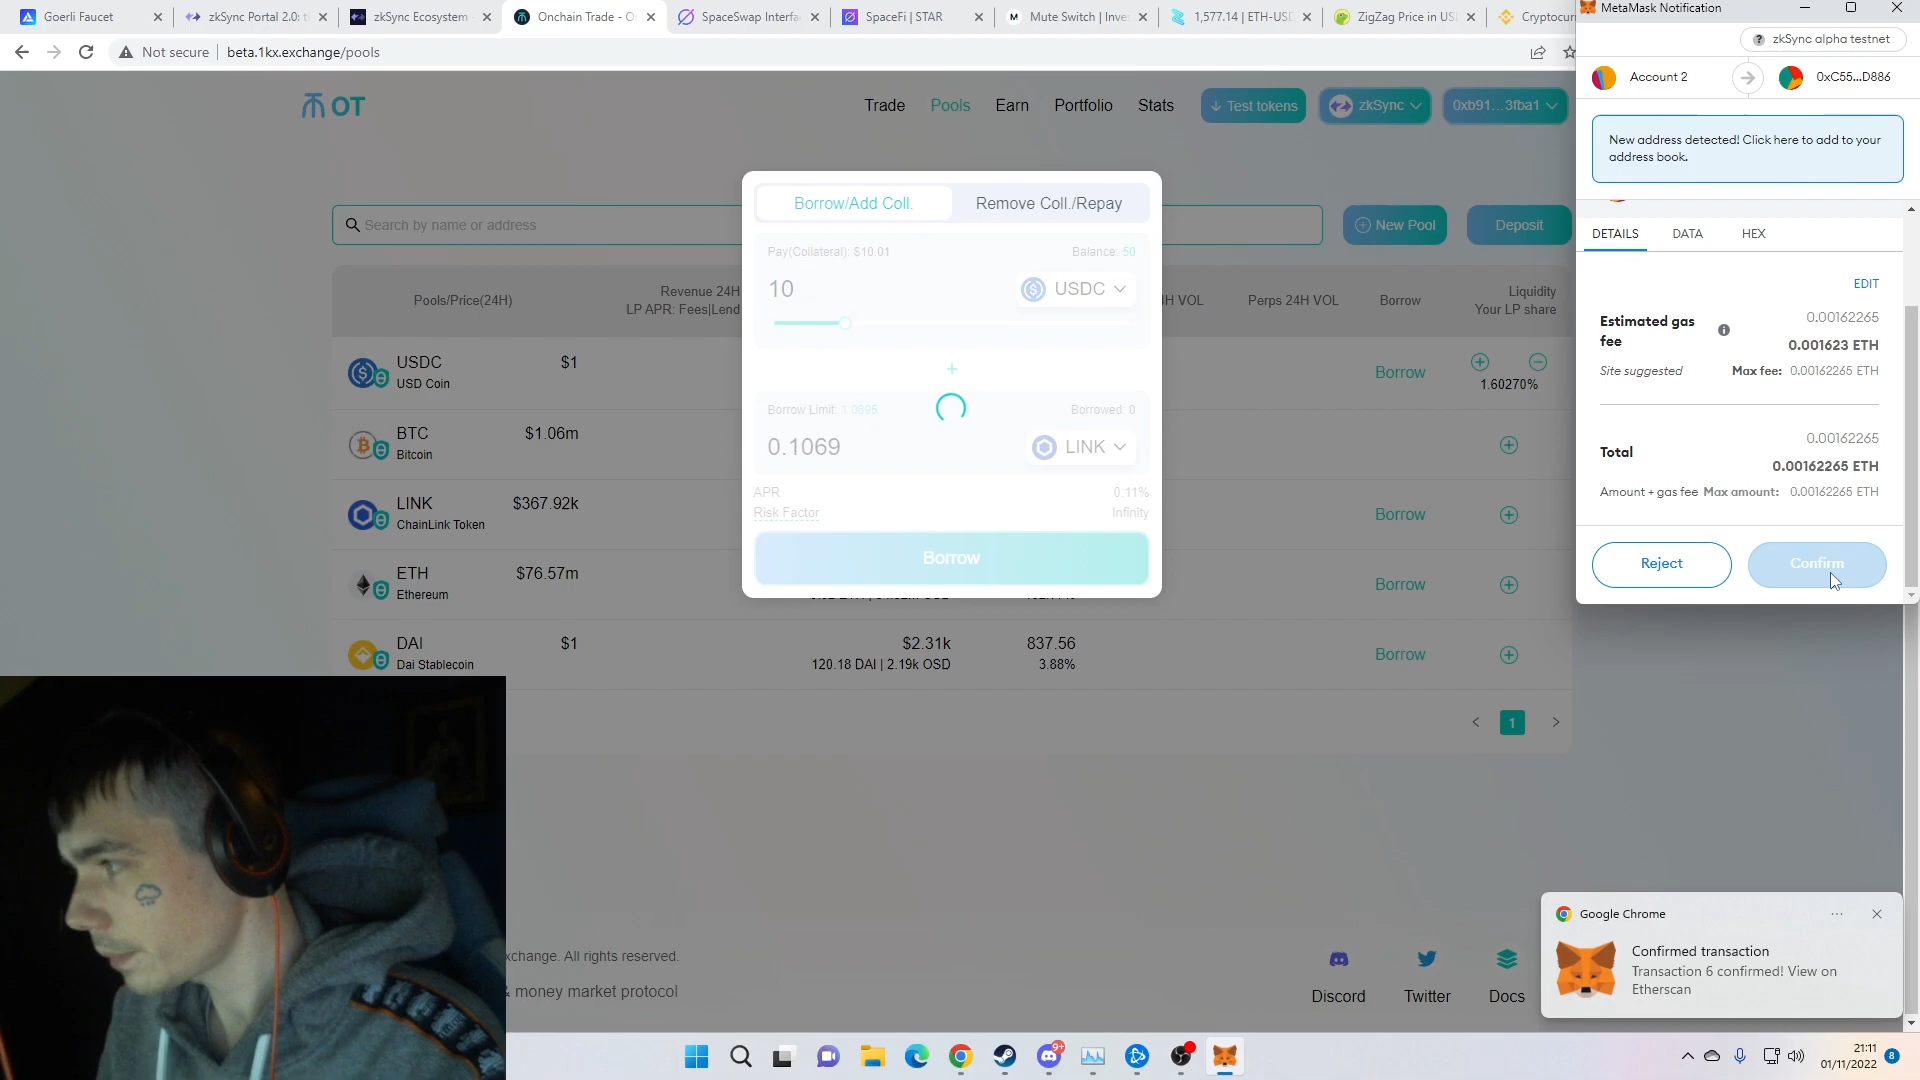 Goerli Faucet
zkSync Portal 2.0: t
zkSync Ecosystem
Onchain Trade - O
SpaceSwap Interfa
SpaceFi | STAR
Mute Switch | Inve
1,577.14 | ETH-USD
ZigZag Price in US
Cryptocur
MetaMask Notification
Not secure
beta.1kx.exchange/pools
zkSync alpha testnet
Account 2
0xC55...D886
New address detected! Click here to add to your
address book.
OT
Trade
Pools
Earn
Portfolio
Stats
Test tokens
zkSync
0xb91...3fba1
Search by name or address
New Pool
Deposit
Pools/Price(24H)
Revenue 24H
LP APR: Fees|Lend
H VOL
Perps 24H VOL
Borrow
Liquidity
Your LP share
USDC
USD Coin
$1
Borrow
1.60270%
BTC
Bitcoin
$1.06m
LINK
ChainLink Token
$367.92k
Borrow
ETH
Ethereum
$76.57m
Borrow
DAI
Dai Stablecoin
$1
$2.31k
120.18 DAI | 2.19k OSD
837.56
3.88%
Borrow
1
Borrow/Add Coll.
Remove Coll./Repay
Pay(Collateral): $10.01
Balance: 50
10
USDC
+
Borrow Limit: 1.0695
Borrowed: 0
0.1069
LINK
APR
0.11%
Risk Factor
Infinity
Borrow
DETAILS
DATA
HEX
EDIT
Estimated gas
fee
0.00162265
0.001623 ETH
Site suggested
Max fee: 0.00162265 ETH
0.00162265
Total
0.00162265 ETH
Amount + gas fee Max amount: 0.00162265 ETH
Reject
Confirm
xchange. All rights reserved.
& money market protocol
Discord
Twitter
Docs
Google Chrome
Confirmed transaction
Transaction 6 confirmed! View on
Etherscan
9+
21:11
01/11/2022
8